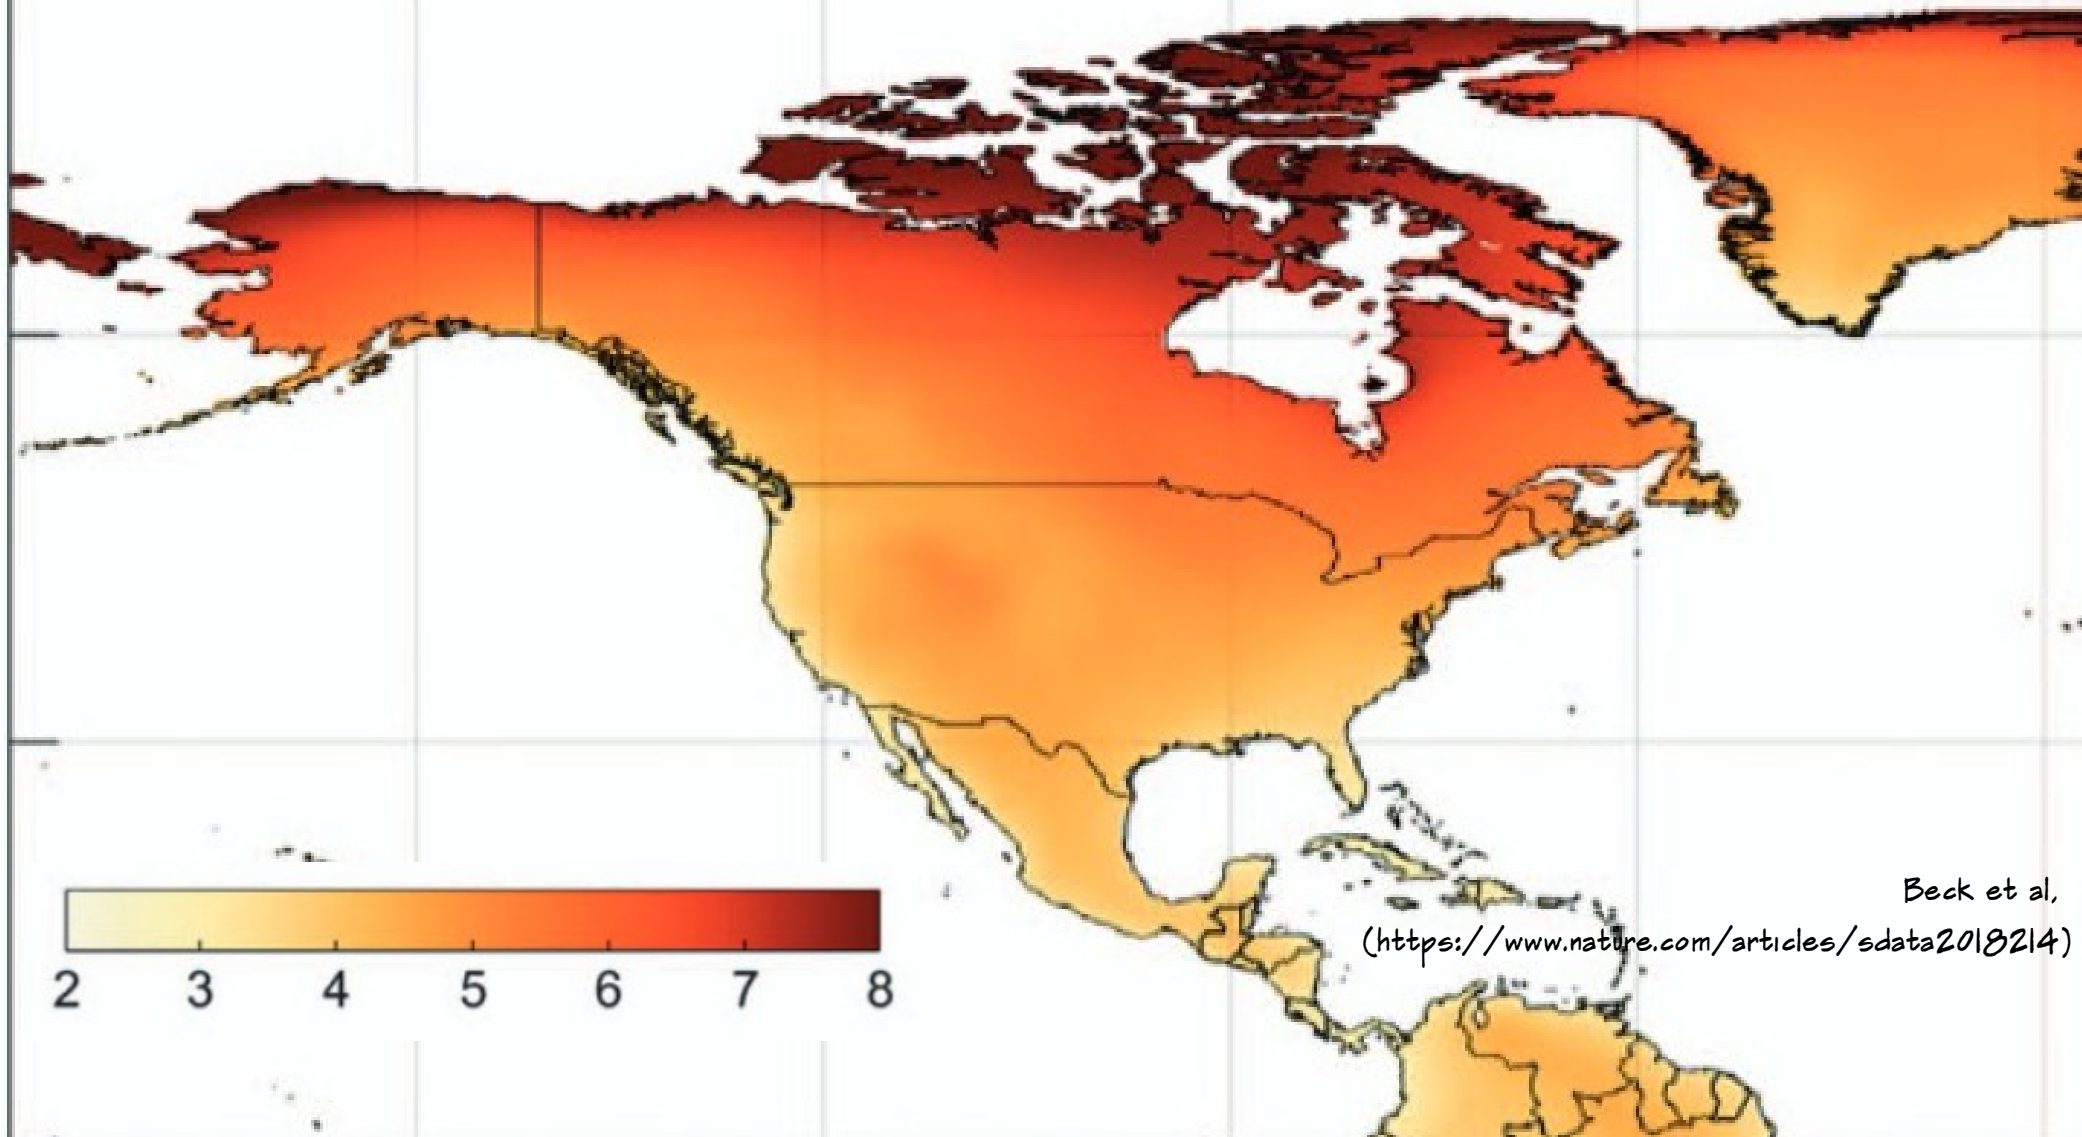 Beck et al,
(https://www.nature.com/articles/sdata2018214)
2 3 4 5 6 7 8